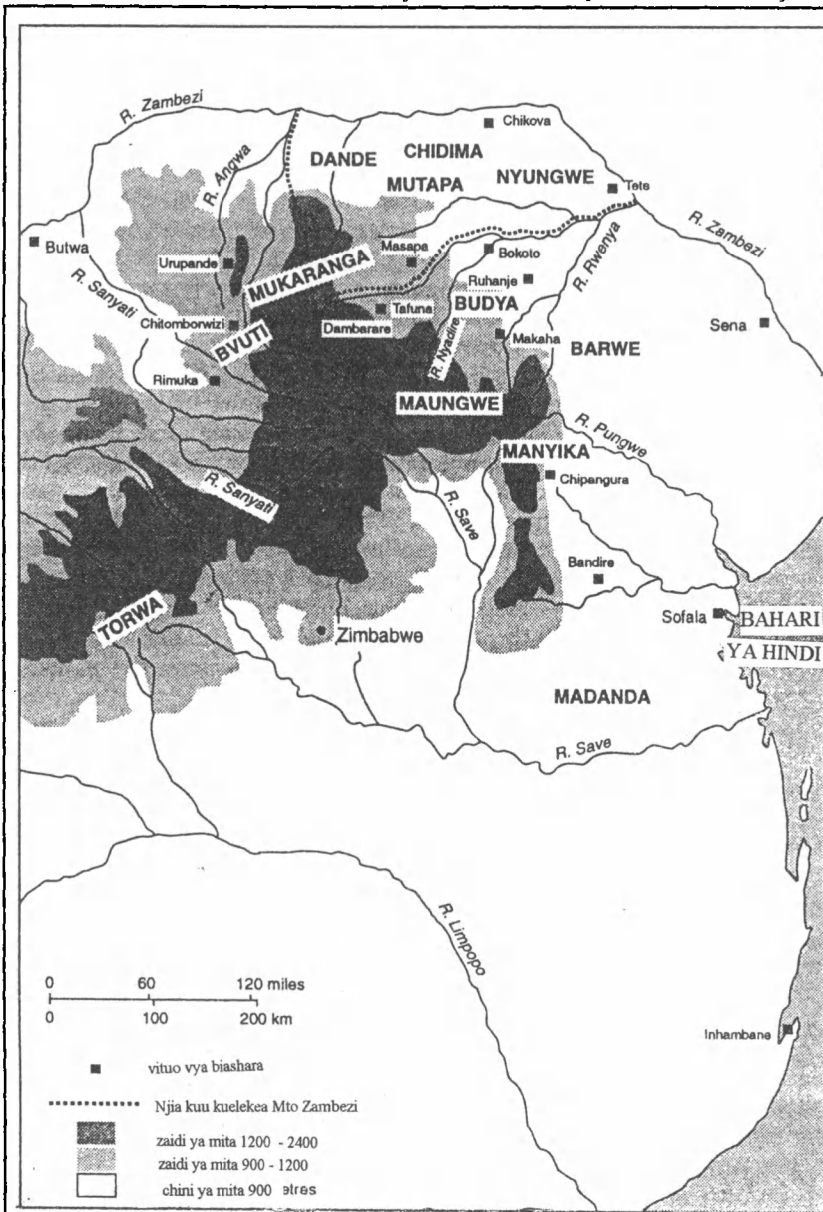 R. Zambezi
Chikova
DANDE
CHIDIMA
R. Angwa
MUTAPA
NYUNGWE
Tete
R. Zambezi
Butwa
Masapa
Bokoto
Urupande
MUKARANGA
Ruhanje
R. Rwenya
R. Sanyati
Tafuna
BUDYA
Chitomborwizi
Dambarare
Sena
BVUTI
R. Nyadire
Makaha
BARWE
Rimuka
MAUNGWE
R. Pungwe
MANYIKA
R. Sanyati
Chipangura
R. Save
Bandire
TORWA
Zimbabwe
Sofala
BAHARI
YA HINDI
MADANDA
R. Save
R. Limpopo
0 60 120 miles
0 100 200 km
Inhambane
vituo vya biashara
Njia kuu kuelekea Mto Zambezi
zaidi ya mita 1200 - 2400
zaidi ya mita 900 - 1200
chini ya mita 900 etres